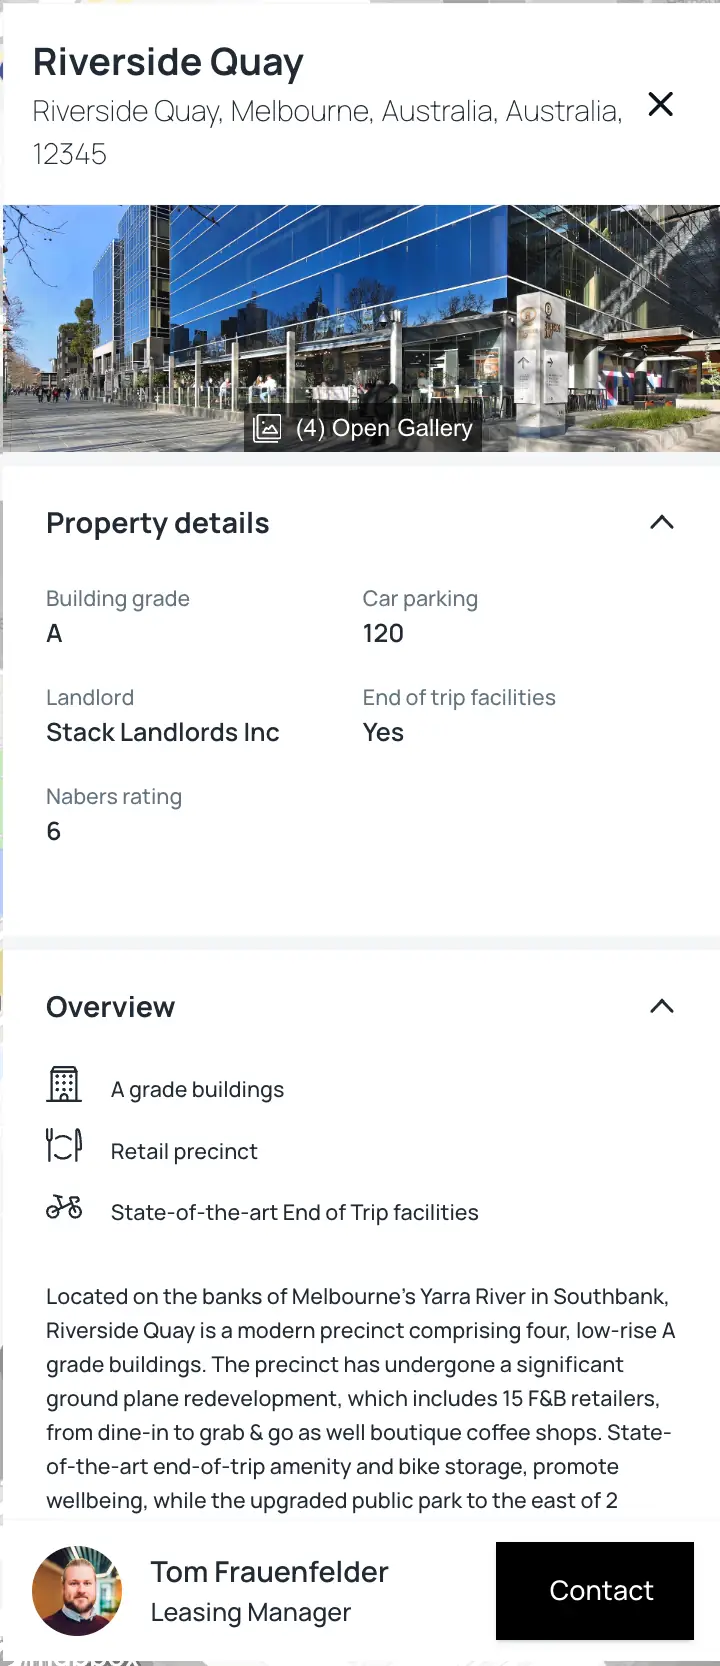 Riverside Quay
Riverside Quay, Melbourne, Australia, Australia,
12345
(4) Open Gallery
Property details
Building grade
A
Car parking
120
Landlord
Stack Landlords Inc
End of trip facilities
Yes
Nabers rating
6
Overview
A grade buildings
Retail precinct
State-of-the-art End of Trip facilities
Located on the banks of Melbourne's Yarra River in Southbank,
Riverside Quay is a modern precinct comprising four, low-rise A
grade buildings. The precinct has undergone a significant
ground plane redevelopment, which includes 15 F&B retailers,
from dine-in to grab & go as well boutique coffee shops. State-
of-the-art end-of-trip amenity and bike storage, promote
wellbeing, while the upgraded public park to the east of 2
Tom Frauenfelder
Leasing Manager
Contact